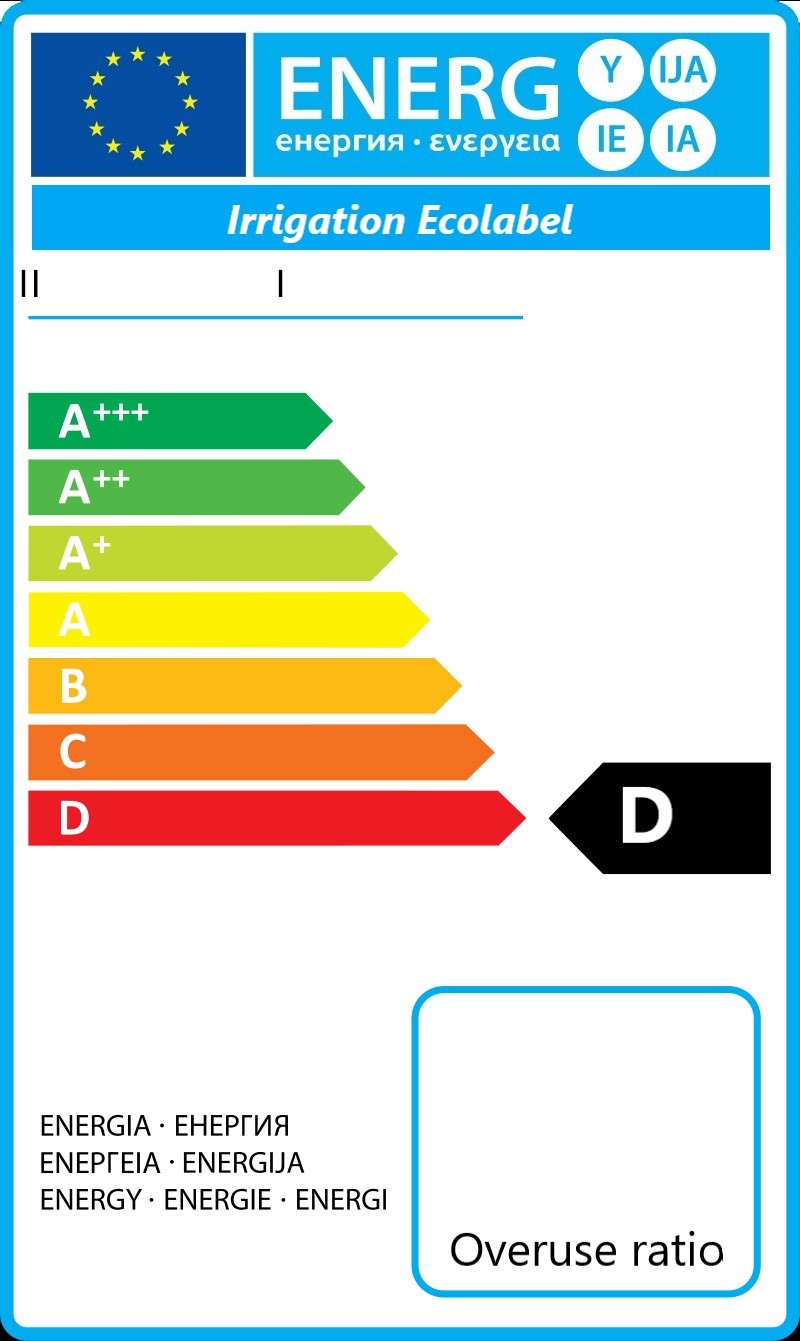 ENERG Y IJA
енергия · ενεργεια IE IA
Irrigation Ecolabel
II I
A+++
A++
A+
A
B
C
D D
ENERGIA · ЕНЕРГИЯ
ΕΝΕΡΓΕΙΑ · ENERGIJA
ENERGY · ENERGIE · ENERGI
Overuse ratio